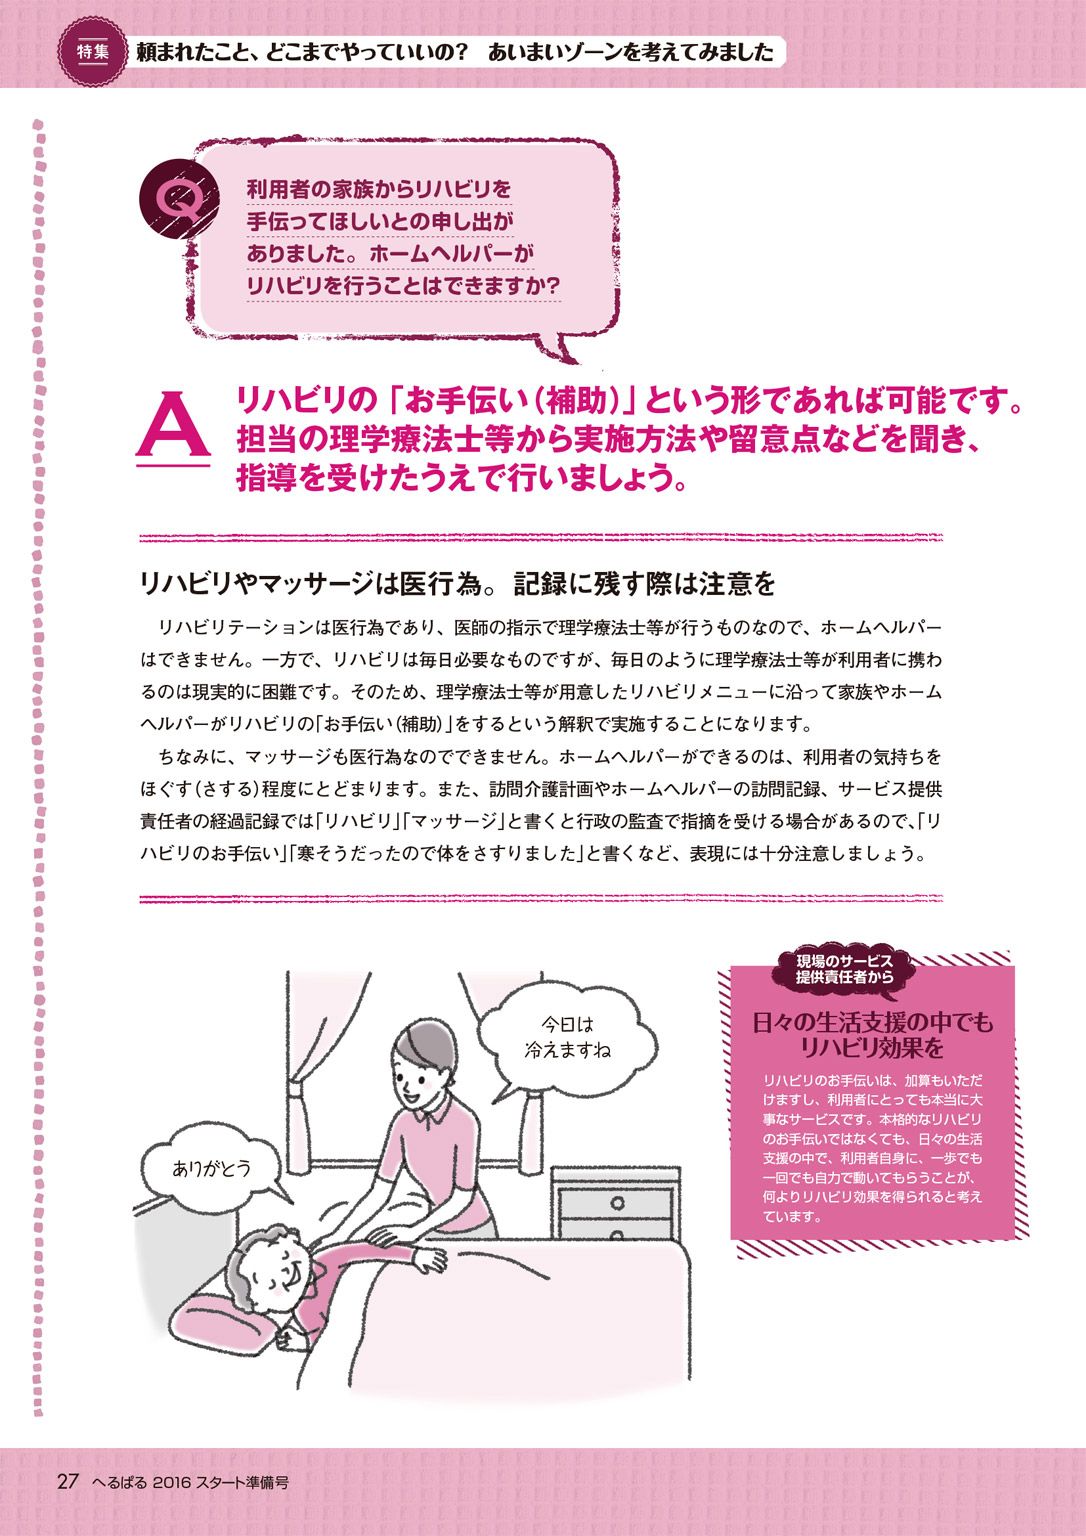 特集
頼まれたこと、どこまでやっていいの？ あいまいゾーンを考えてみました
Q
利用者の家族からリハビリを
手伝ってほしいとの申し出が
ありました。ホームヘルパーが
リハビリを行うことはできますか？
A
リハビリの「お手伝い（補助）」という形であれば可能です。
担当の理学療法士等から実施方法や留意点などを聞き、
指導を受けたうえで行いましょう。
リハビリやマッサージは医行為。記録に残す際は注意を
リハビリテーションは医行為であり、医師の指示で理学療法士等が行うものなので、ホームヘルパー
はできません。一方で、リハビリは毎日必要なものですが、毎日のように理学療法士等が利用者に携わ
るのは現実的に困難です。そのため、理学療法士等が用意したリハビリメニューに沿って家族やホーム
ヘルパーがリハビリの「お手伝い（補助）」をするという解釈で実施することになります。
ちなみに、マッサージも医行為なのでできません。ホームヘルパーができるのは、利用者の気持ちを
ほぐす（さする）程度にとどまります。また、訪問介護計画やホームヘルパーの訪問記録、サービス提供
責任者の経過記録では「リハビリ」「マッサージ」と書くと行政の監査で指摘を受ける場合があるので、「リ
ハビリのお手伝い」「寒そうだったので体をさすりました」と書くなど、表現には十分注意しましょう。
今日は
冷えますね
ありがとう
現場のサービス
提供責任者から
日々の生活支援の中でも
リハビリ効果を
リハビリのお手伝いは、加算もいただ
けますし、利用者にとっても本当に大
事なサービスです。本格的なリハビリ
のお手伝いではなくても、日々の生活
支援の中で、利用者自身に、一歩でも
一回でも自力で動いてもらうことが、
何よりリハビリ効果を得られると考え
ています。
27 へるぱる 2016 スタート準備号